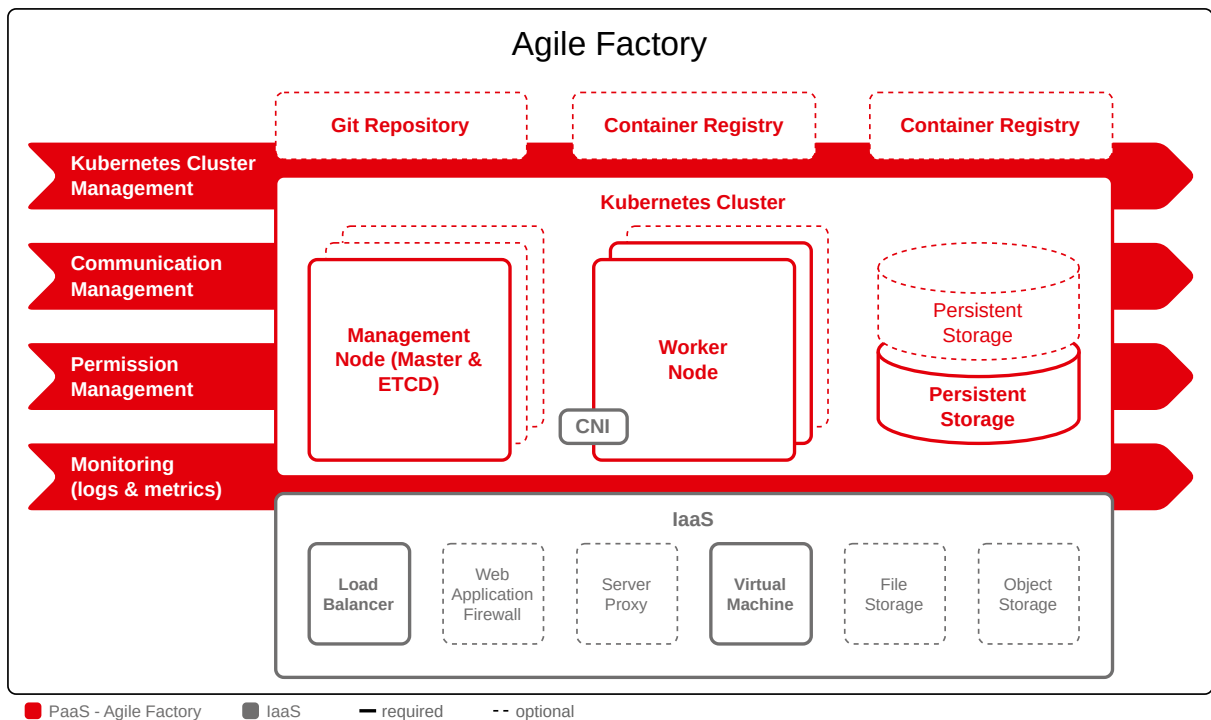 Agile Factory
Git Repository
Container Registry
Container Registry
Kubernetes Cluster
Management
Kubernetes Cluster
Communication
Management
Management
Node (Master &
ETCD)
Worker
Node
Persistent
Storage
Permission
Management
Persistent
Storage
CNI
Monitoring
(logs & metrics)
IaaS
Load
Balancer
Web
Application
Firewall
Server
Proxy
Virtual
Machine
File
Storage
Object
Storage
PaaS - Agile Factory
IaaS
required
optional